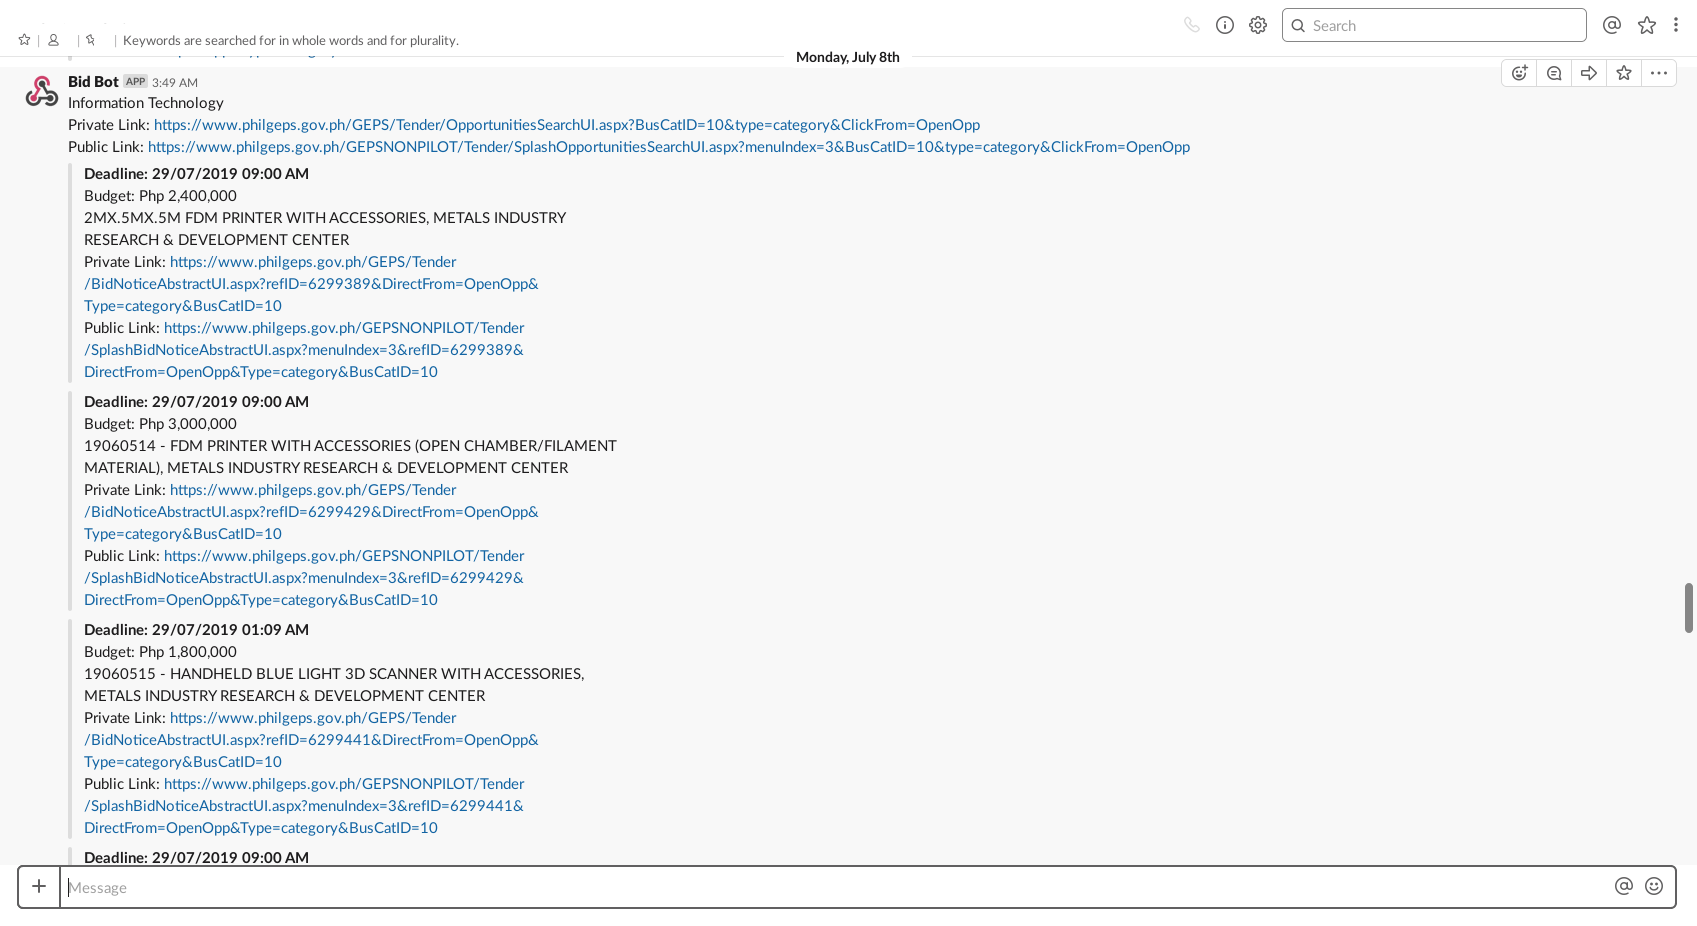 Search
Keywords are searched for in whole words and for plurality.
Monday, July 8th
Bid Bot APP 3:49 AM
Information Technology
Private Link: https://www.philgeps.gov.ph/GEPS/Tender/OpportunitiesSearchUI.aspx?BusCatID=10&type=category&ClickFrom=OpenOpp
Public Link: https://www.philgeps.gov.ph/GEPSNONPILOT/Tender/SplashOpportunitiesSearchUI.aspx?menuIndex=3&BusCatID=10&type=category&ClickFrom=OpenOpp
Deadline: 29/07/2019 09:00 AM
Budget: Php 2,400,000
2MX.5MX.5M FDM PRINTER WITH ACCESSORIES, METALS INDUSTRY
RESEARCH & DEVELOPMENT CENTER
Private Link: https://www.philgeps.gov.ph/GEPS/Tender
/BidNoticeAbstractUI.aspx?refID=6299389&DirectFrom=OpenOpp&
Type=category&BusCatID=10
Public Link: https://www.philgeps.gov.ph/GEPSNONPILOT/Tender
/SplashBidNoticeAbstractUI.aspx?menuIndex=3&refID=6299389&
DirectFrom=OpenOpp&Type=category&BusCatID=10
Deadline: 29/07/2019 09:00 AM
Budget: Php 3,000,000
19060514 - FDM PRINTER WITH ACCESSORIES (OPEN CHAMBER/FILAMENT
MATERIAL), METALS INDUSTRY RESEARCH & DEVELOPMENT CENTER
Private Link: https://www.philgeps.gov.ph/GEPS/Tender
/BidNoticeAbstractUI.aspx?refID=6299429&DirectFrom=OpenOpp&
Type=category&BusCatID=10
Public Link: https://www.philgeps.gov.ph/GEPSNONPILOT/Tender
/SplashBidNoticeAbstractUI.aspx?menuIndex=3&refID=6299429&
DirectFrom=OpenOpp&Type=category&BusCatID=10
Deadline: 29/07/2019 01:09 AM
Budget: Php 1,800,000
19060515 - HANDHELD BLUE LIGHT 3D SCANNER WITH ACCESSORIES,
METALS INDUSTRY RESEARCH & DEVELOPMENT CENTER
Private Link: https://www.philgeps.gov.ph/GEPS/Tender
/BidNoticeAbstractUI.aspx?refID=6299441&DirectFrom=OpenOpp&
Type=category&BusCatID=10
Public Link: https://www.philgeps.gov.ph/GEPSNONPILOT/Tender
/SplashBidNoticeAbstractUI.aspx?menuIndex=3&refID=6299441&
DirectFrom=OpenOpp&Type=category&BusCatID=10
Deadline: 29/07/2019 09:00 AM
Message